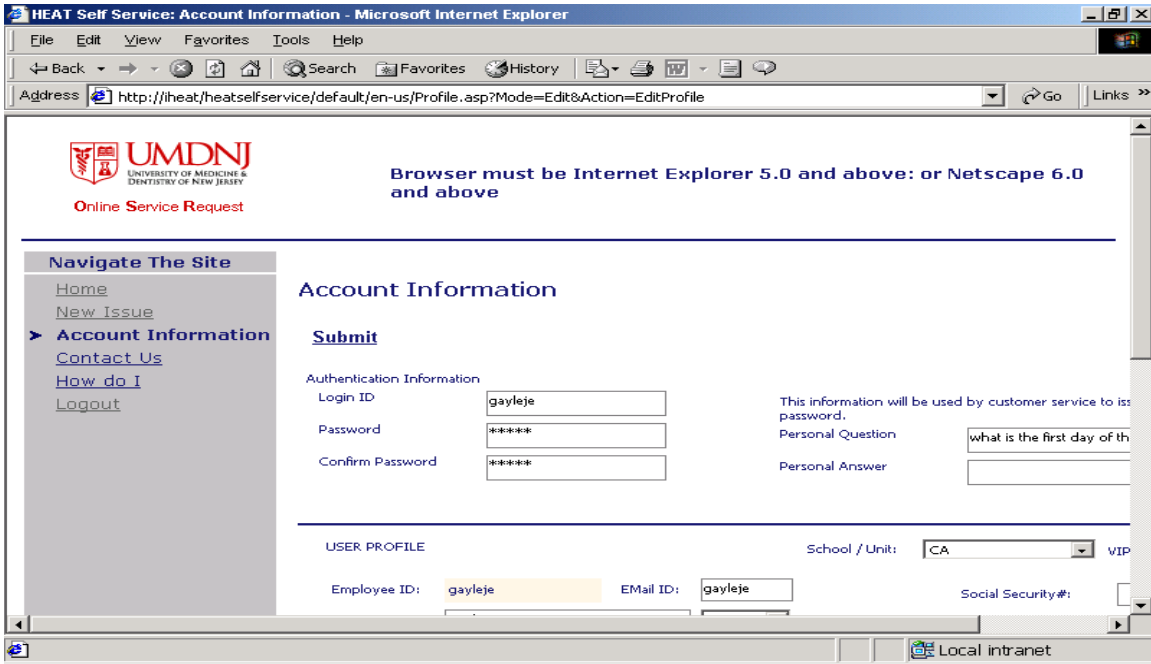 HEAT Self Service: Account Information - Microsoft Internet Explorer
File Edit View Favorites Tools Help
Back Search Favorites History
Address http://iheat/heatselfservice/default/en-us/Profile.asp?Mode=Edit&Action=EditProfile Go Links »
UMDNJ
UNIVERSITY OF MEDICINE &
DENTISTRY OF NEW JERSEY
Online Service Request
Browser must be Internet Explorer 5.0 and above: or Netscape 6.0
and above
Navigate The Site
Home
New Issue
Account Information
Contact Us
How do I
Logout
Account Information
Submit
Authentication Information
Login ID gayleje
Password *****
Confirm Password *****
This information will be used by customer service to iss
password.
Personal Question what is the first day of th
Personal Answer
USER PROFILE School / Unit: CA VIP
Employee ID: gayleje EMail ID: gayleje Social Security#:
Local intranet